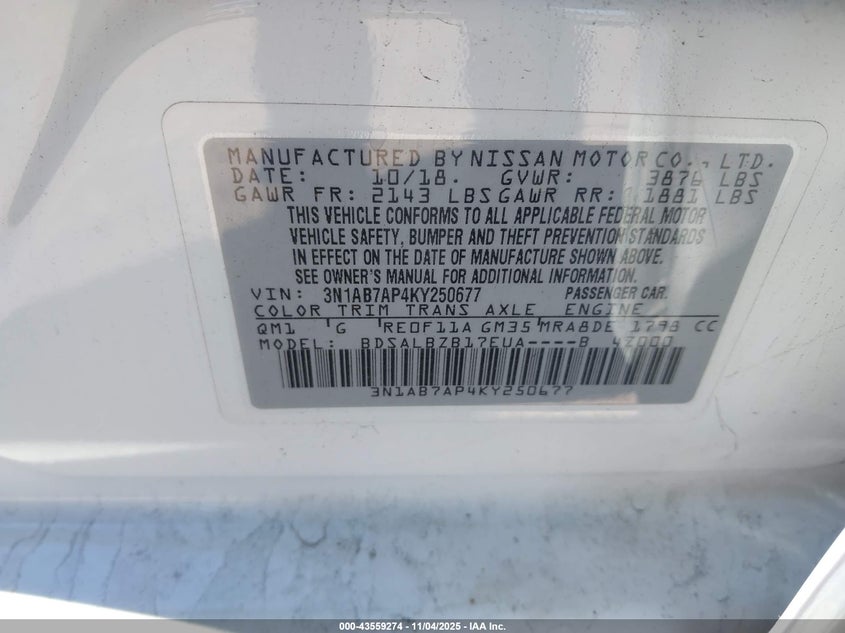 MANUFACTURED BY NISSAN MOTOR CO., LTD.
DATE: 10/18. GVWR: 3876 LBS
GAWR FR: 2143 LBS GAWR RR: 1881 LBS
THIS VEHICLE CONFORMS TO ALL APPLICABLE FEDERAL MOTOR
VEHICLE SAFETY, BUMPER AND THEFT PREVENTION STANDARDS
IN EFFECT ON THE DATE OF MANUFACTURE SHOWN ABOVE.
SEE OWNER'S MANUAL FOR ADDITIONAL INFORMATION.
VIN: 3N1AB7AP4KY250677 PASSENGER CAR.
COLOR TRIM TRANS AXLE ENGINE
QM1 G RE0F11A GM35 MRA8DE 1798 CC
MODEL: BDSALBZB17EUA----B 4Z000
3N1AB7AP4KY250677
000-43559274 | 11/04/2025 - IAA Inc.